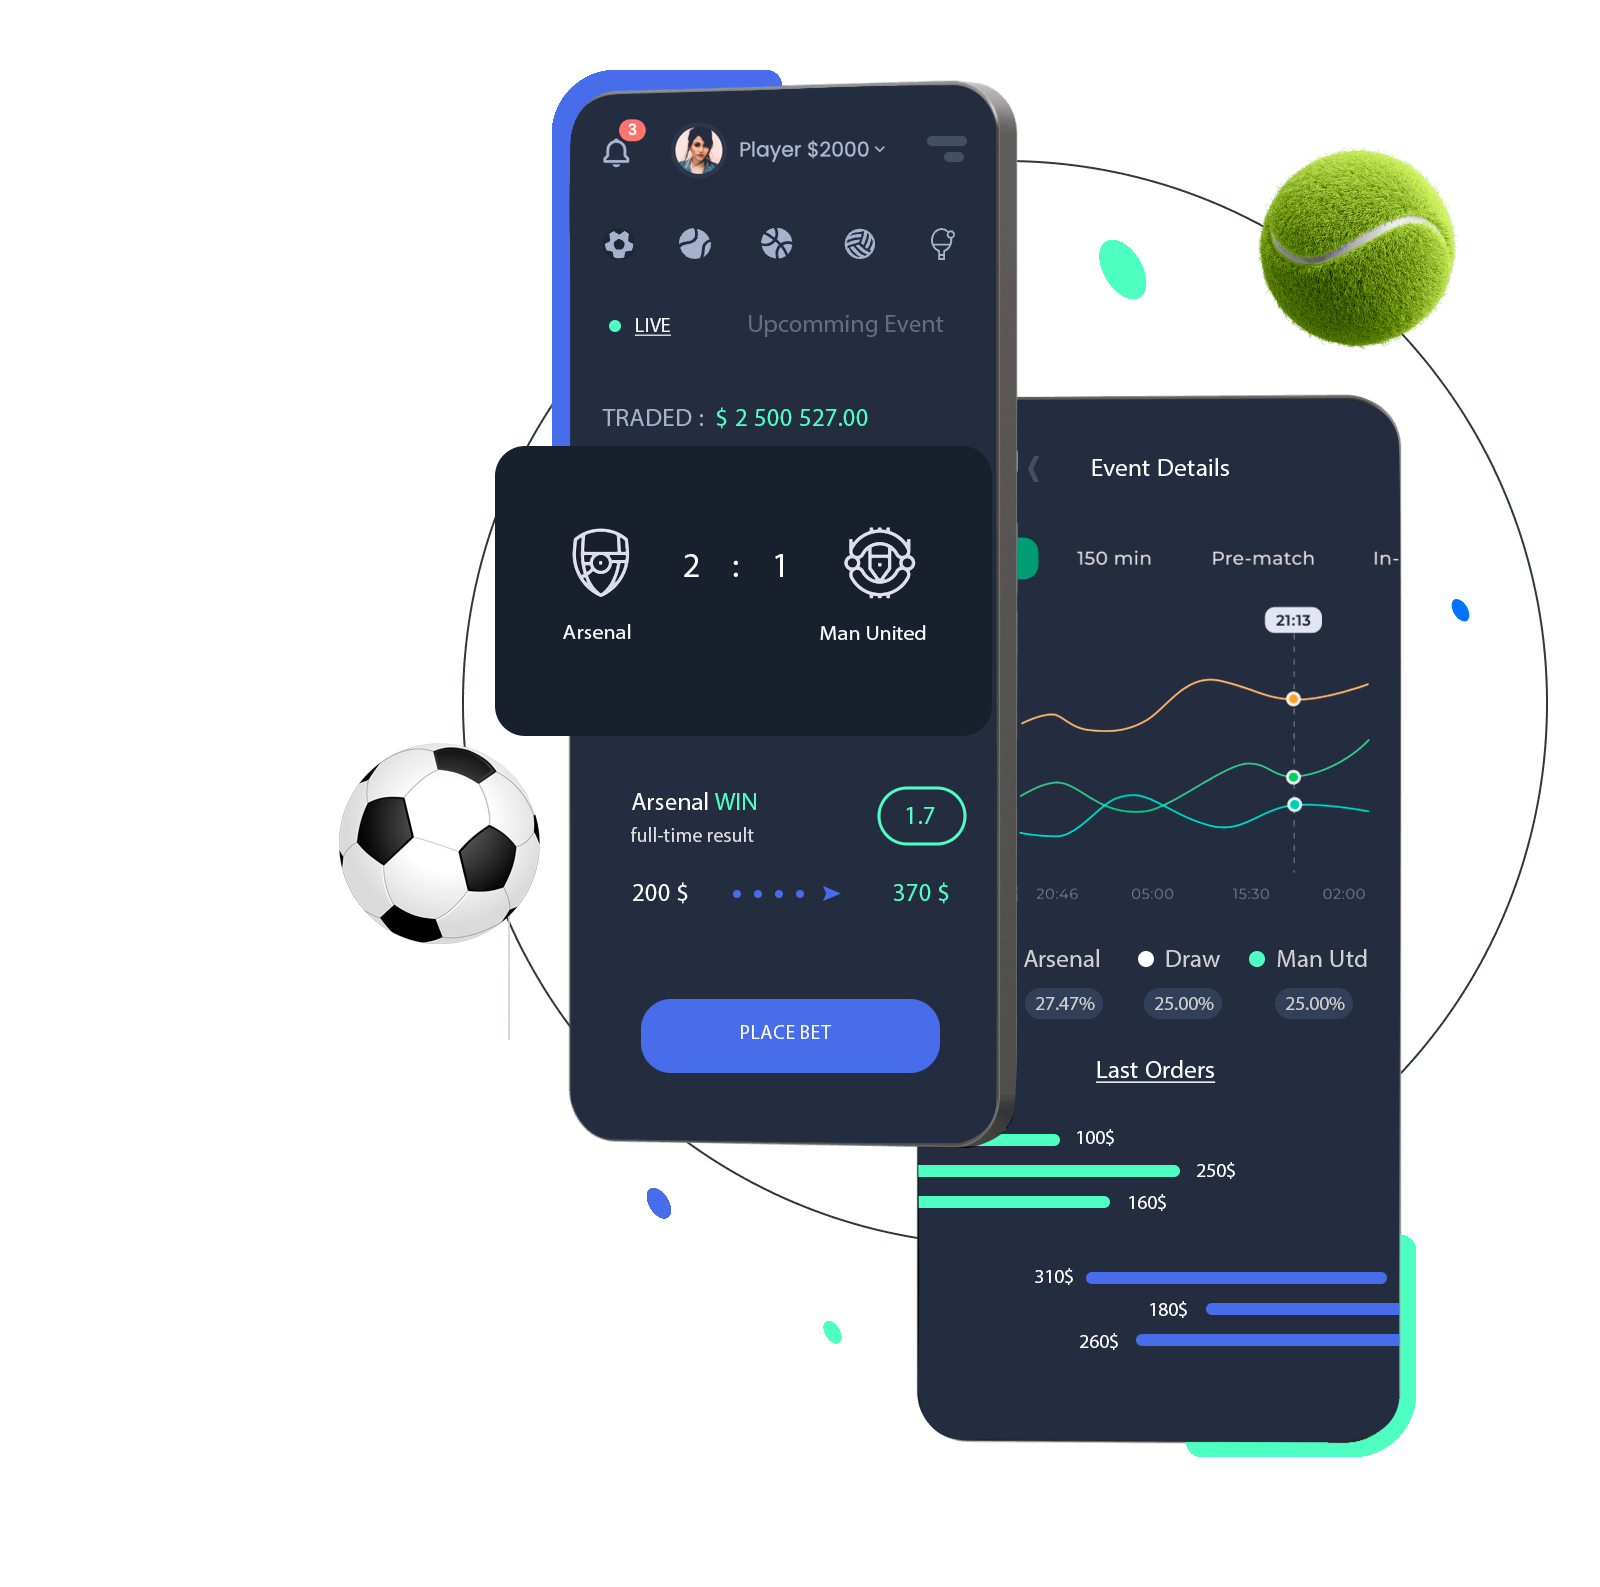 3
Player $2000
LIVE
Upcomming Event
TRADED : $ 2 500 527.00
2 : 1
Arsenal
Man United
Arsenal WIN
full-time result
1.7
200 $
370 $
PLACE BET
Event Details
150 min
Pre-match
In-
21:13
20:46
05:00
15:30
02:00
Arsenal
Draw
Man Utd
27.47%
25.00%
25.00%
Last Orders
100$
250$
160$
310$
180$
260$